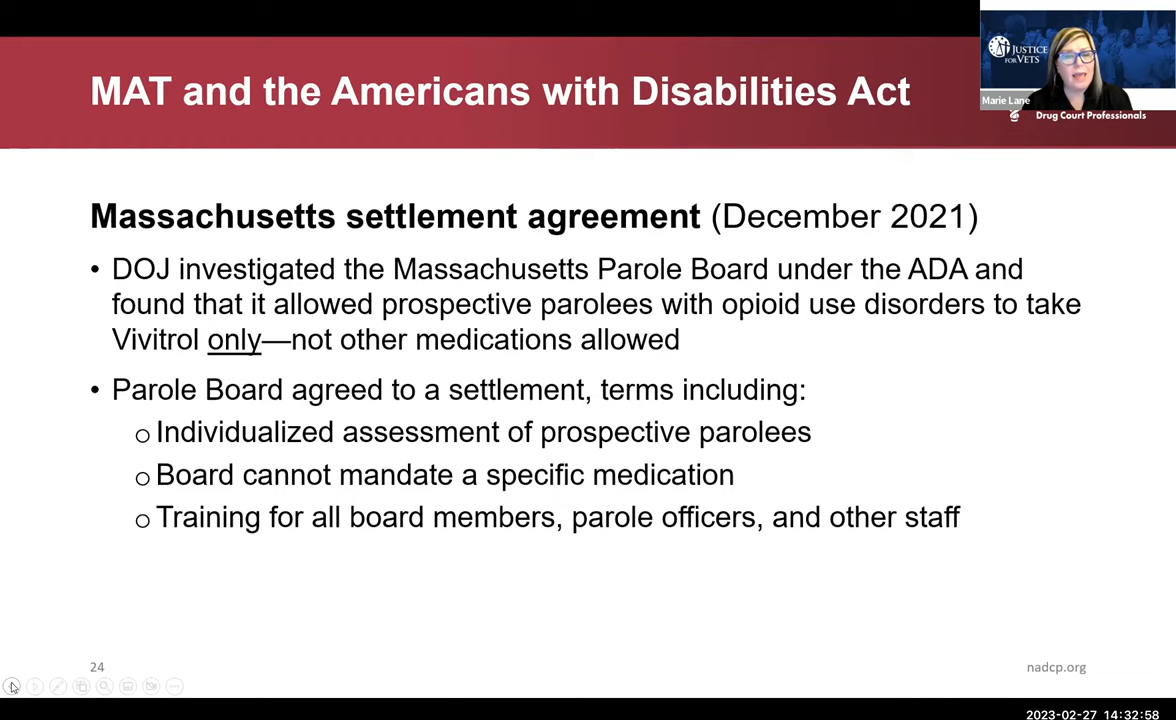 MAT and the Americans with Disabilities Act
JUSTICE
FOR VETS
Marie Lane
Drug Court Professionals
Massachusetts settlement agreement (December 2021)
• DOJ investigated the Massachusetts Parole Board under the ADA and
found that it allowed prospective parolees with opioid use disorders to take
Vivitrol only—not other medications allowed
• Parole Board agreed to a settlement, terms including:
o Individualized assessment of prospective parolees
o Board cannot mandate a specific medication
o Training for all board members, parole officers, and other staff
24
nadcp.org
2023-02-27 14:32:58